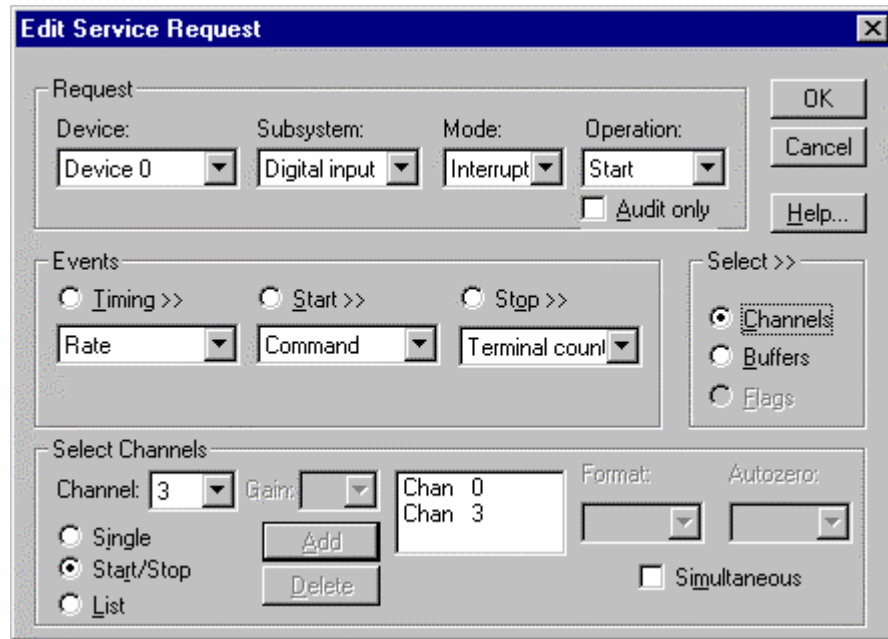 Edit Service Request
Request
OK
Device:
Subsystem:
Mode:
Operation:
Device 0
Digital input
Interrupt
Start
Cancel
Audit only
Help...
Events
Select >>
Timing >>
Start >>
Stop >>
Channels
Rate
Command
Terminal count
Buffers
Flags
Select Channels
Channel:
3
Gain:
Chan 0
Chan 3
Format:
Autozero:
Single
Add
Start/Stop
Delete
Simultaneous
List